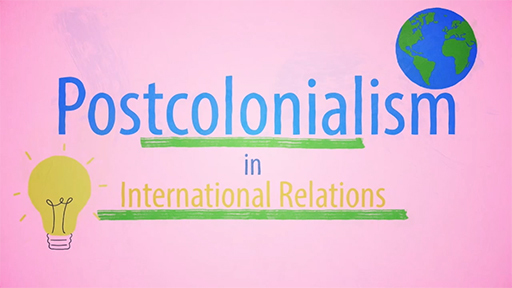 Postcolonialism
in
International Relations